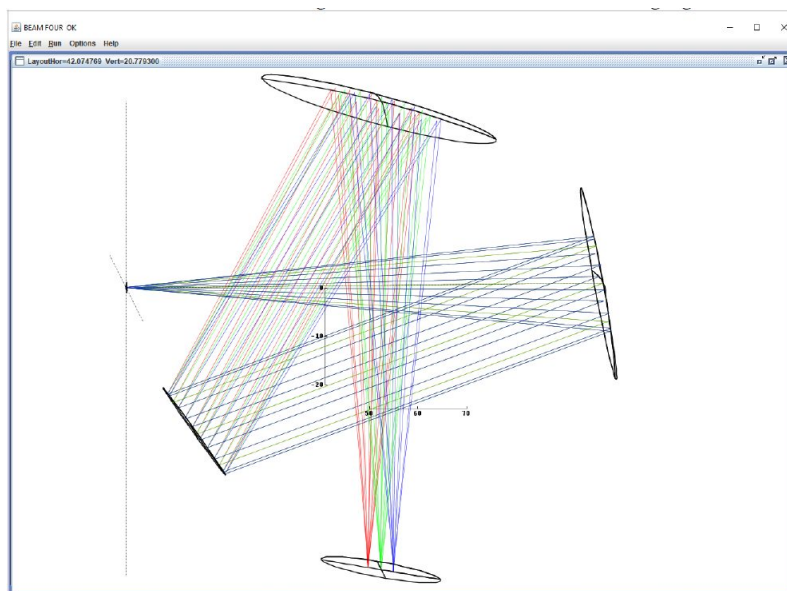 BEAM FOUR OK
File Edit Run Options Help
LayoutHor=42.074769 Vert=20.779300
0
-10
-20
50 60 70